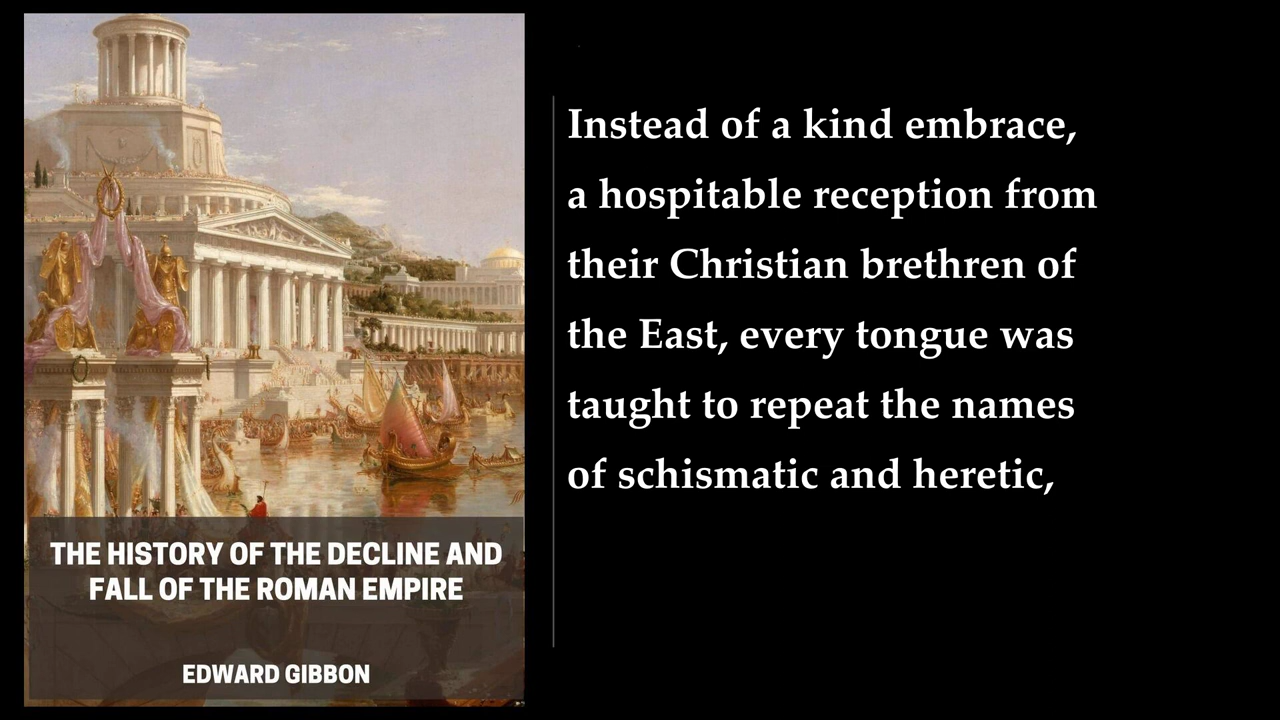 Instead of a kind embrace,
a hospitable reception from
their Christian brethren of
the East, every tongue was
taught to repeat the names
of schismatic and heretic,
THE HISTORY OF THE DECLINE AND
FALL OF THE ROMAN EMPIRE
EDWARD GIBBON